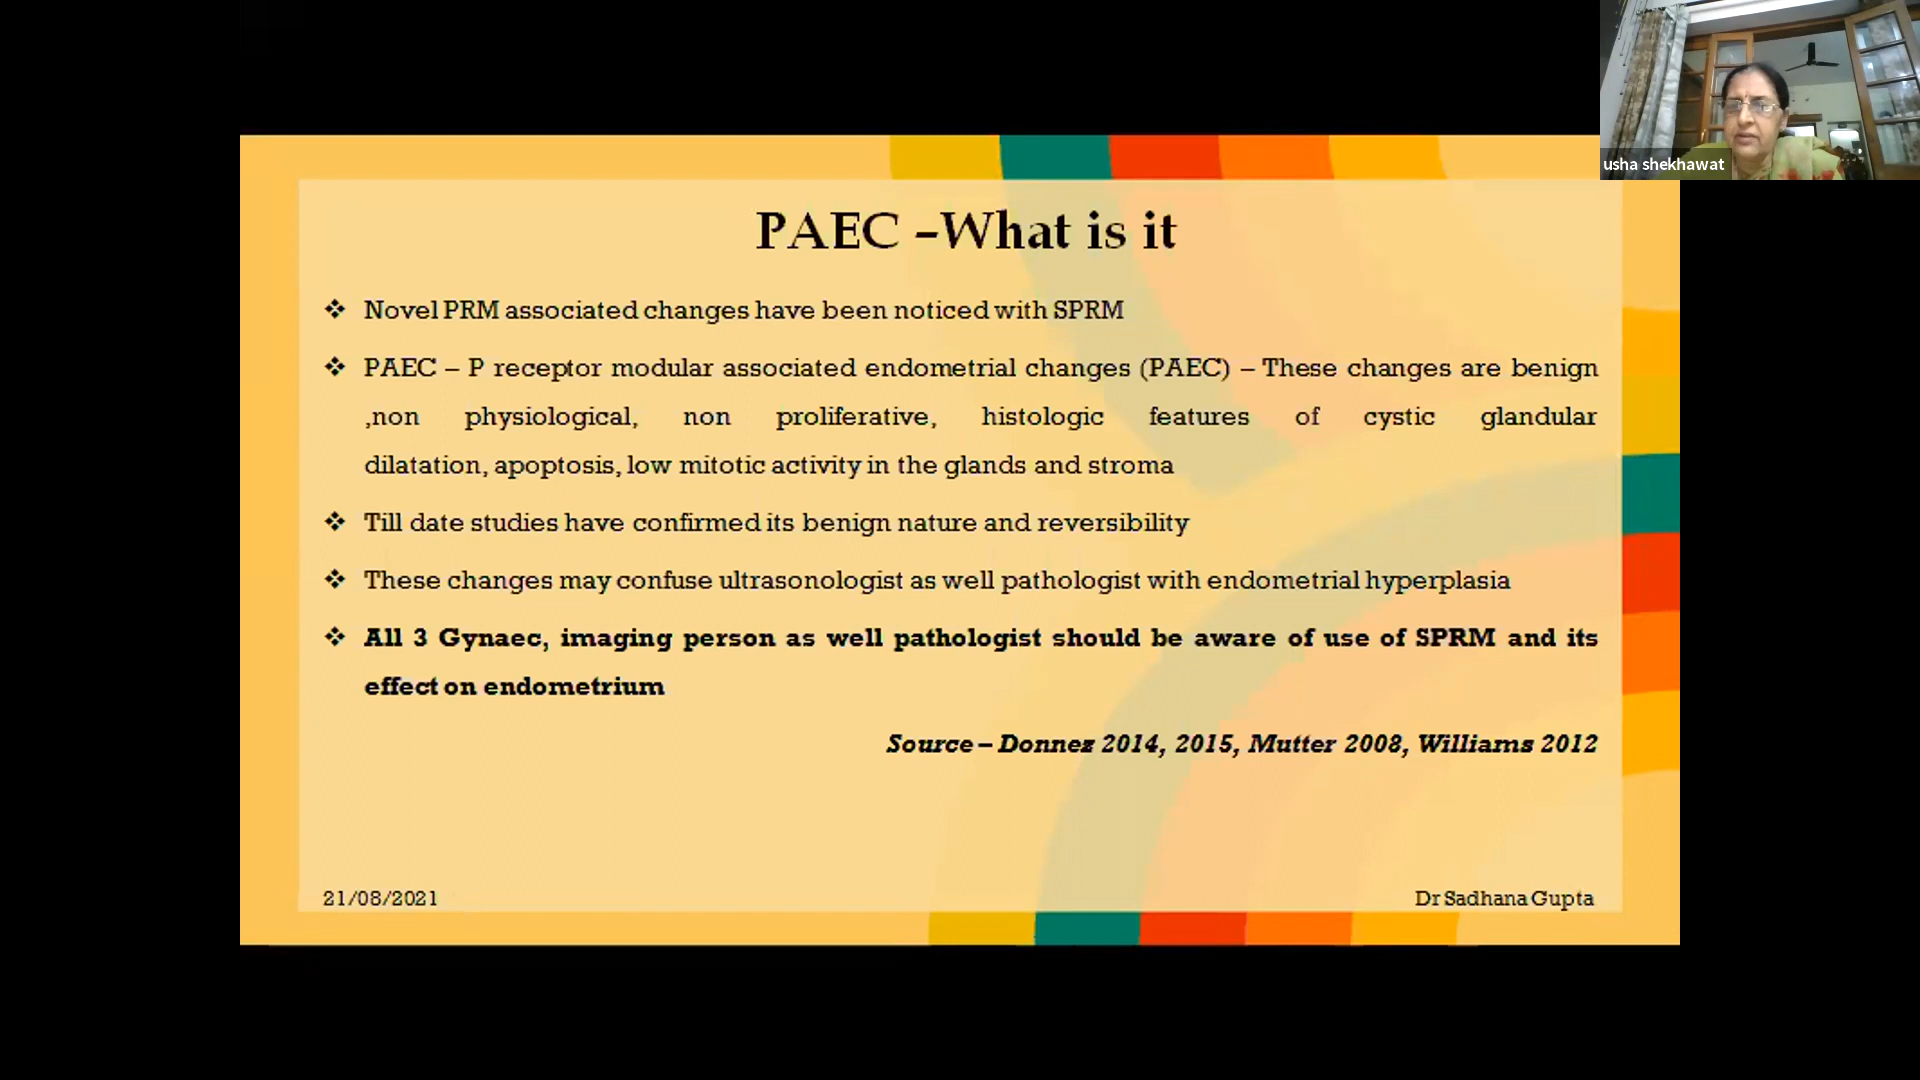 usha shekhawat
PAEC –What is it
❖ Novel PRM associated changes have been noticed with SPRM
❖ PAEC – P receptor modular associated endometrial changes (PAEC) – These changes are benign
,non physiological, non proliferative, histologic features of cystic glandular
dilatation, apoptosis, low mitotic activity in the glands and stroma
❖ Till date studies have confirmed its benign nature and reversibility
❖ These changes may confuse ultrasonologist as well pathologist with endometrial hyperplasia
❖ All 3 Gynaec, imaging person as well pathologist should be aware of use of SPRM and its
effect on endometrium
Source – Donnez 2014, 2015, Mutter 2008, Williams 2012
21/08/2021
Dr Sadhana Gupta